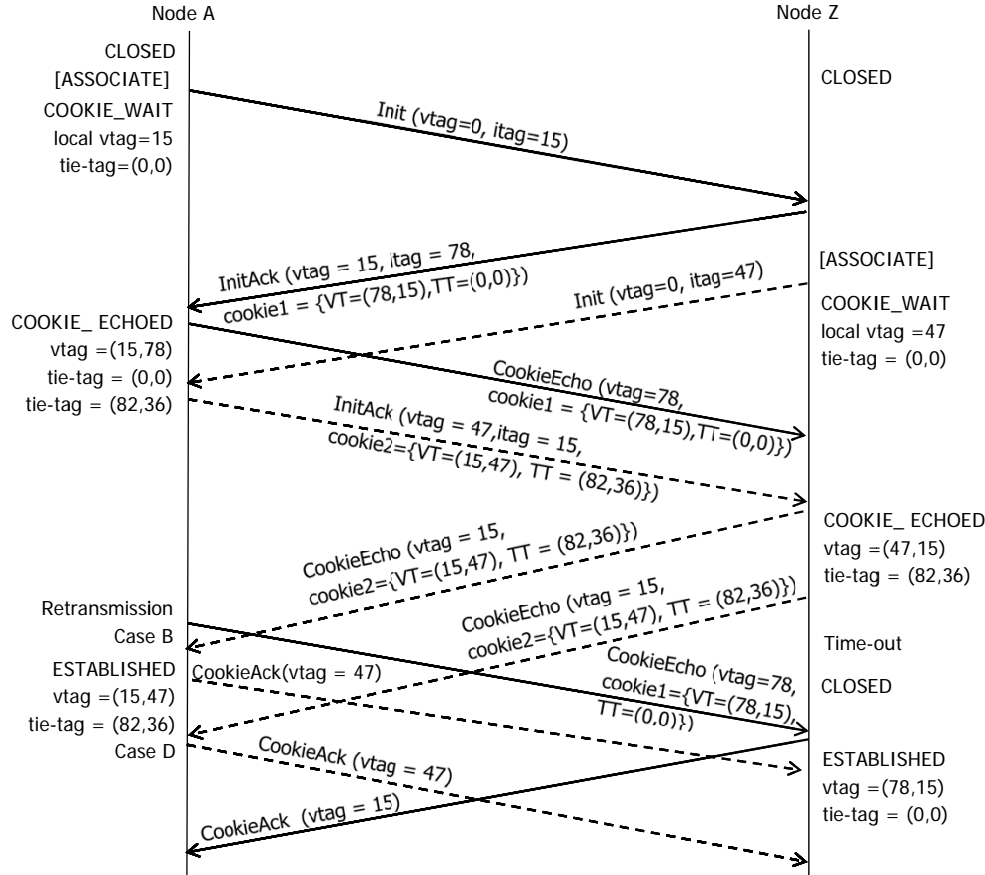 Node A
Node Z
CLOSED
[ASSOCIATE]
COOKIE_WAIT
local vtag=15
tie-tag=(0,0)
CLOSED
Init (vtag=0, itag=15)
InitAck (vtag = 15, itag = 78,
cookie1 = {VT=(78,15),TT=(0,0)})
[ASSOCIATE]
Init (vtag=0, itag=47)
COOKIE_WAIT
local vtag =47
tie-tag = (0,0)
COOKIE_ ECHOED
vtag =(15,78)
tie-tag = (0,0)
tie-tag = (82,36)
CookieEcho (vtag=78,
cookie1 = {VT=(78,15),TT=(0,0)})
InitAck (vtag = 47,itag = 15,
cookie2={VT=(15,47), TT = (82,36)})
COOKIE_ ECHOED
vtag =(47,15)
tie-tag = (82,36)
CookieEcho (vtag = 15,
cookie2={VT=(15,47), TT = (82,36)})
CookieEcho (vtag = 15,
cookie2={VT=(15,47), TT = (82,36)})
Retransmission
Case B
Time-out
CLOSED
CookieEcho (vtag=78,
cookie1={VT=(78,15),
TT=(0,0)})
ESTABLISHED
vtag =(15,47)
tie-tag = (82,36)
Case D
CookieAck(vtag = 47)
CookieAck (vtag = 47)
ESTABLISHED
vtag =(78,15)
tie-tag = (0,0)
CookieAck (vtag = 15)